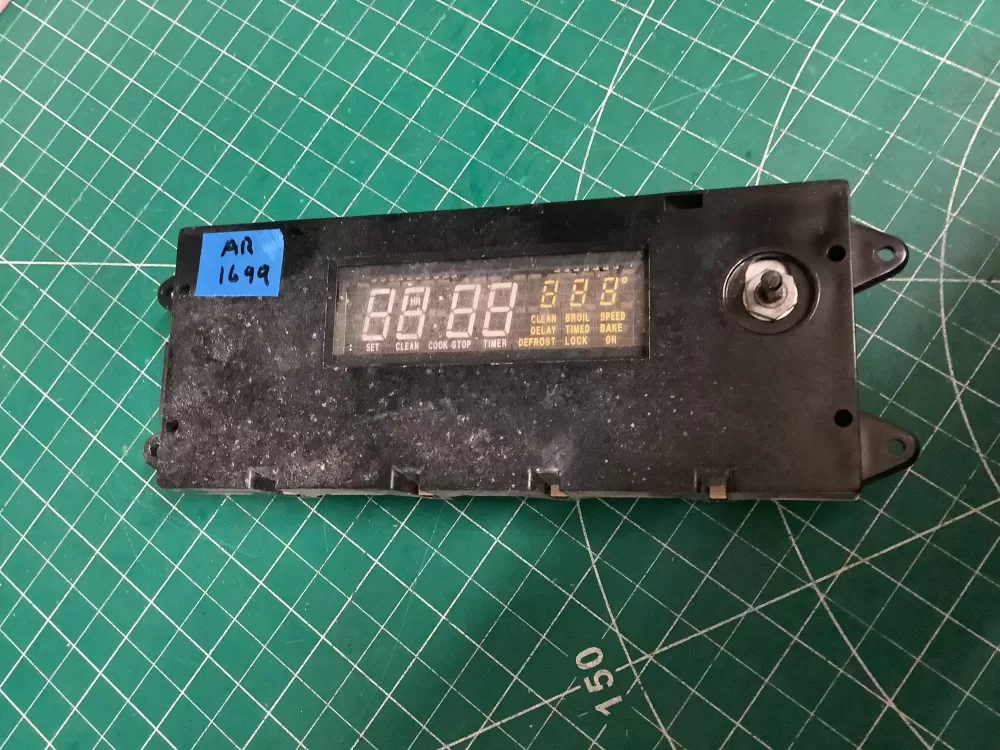 AR
1699
88 HR:88 888°
CLEAN BROIL SPEED
DELAY TIMED BAKE
SET CLEAN COOK STOP TIMER DEFROST LOCK ON
150